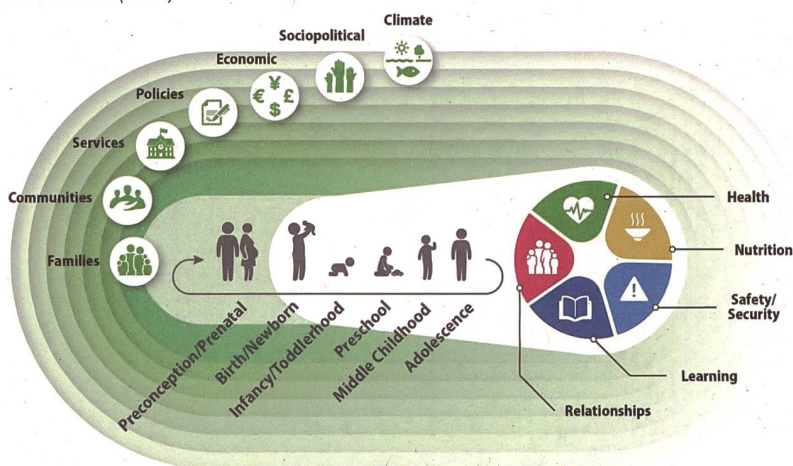 Climate
Sociopolitical
Economic
Policies
Services
Communities
Families
¥
€ £
$
Preconception/Prenatal
Birth/Newborn
Infancy/Toddlerhood
Preschool
Middle Childhood
Adolescence
Health
Nutrition
Safety/
Security
Learning
Relationships